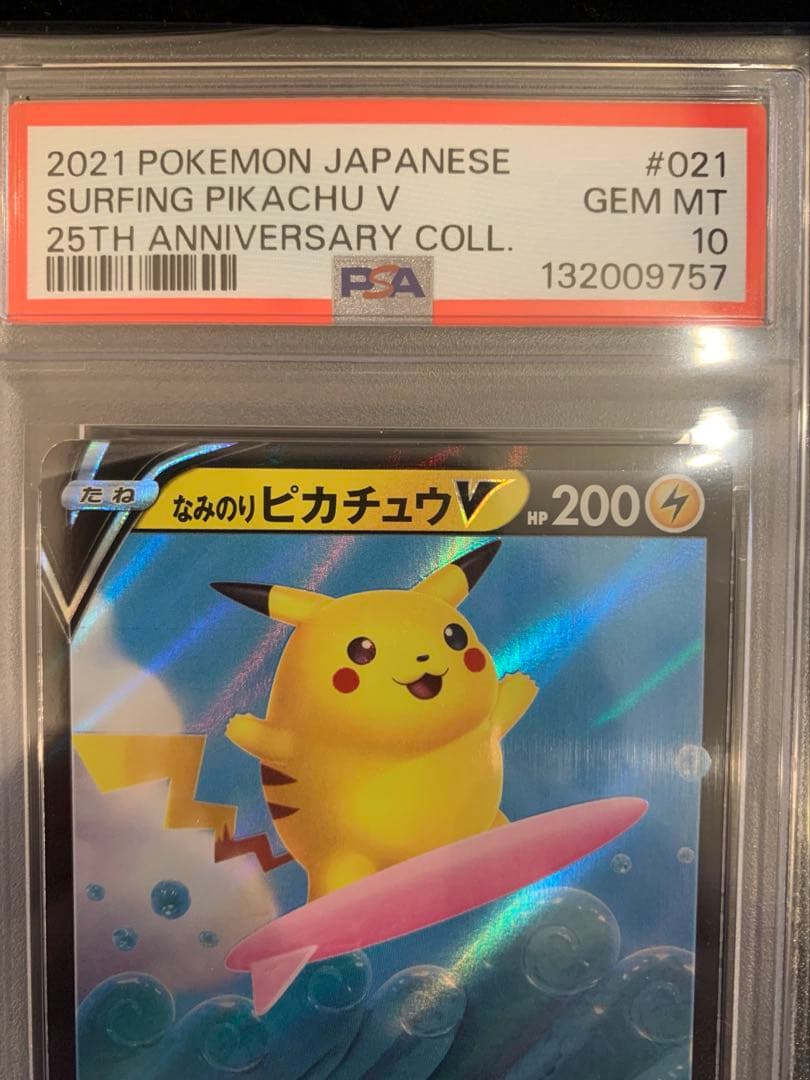 2021 POKEMON JAPANESE #021
SURFING PIKACHU V GEM MT
25TH ANNIVERSARY COLL. 10
PSA 132009757
たね なみのりピカチュウV HP200